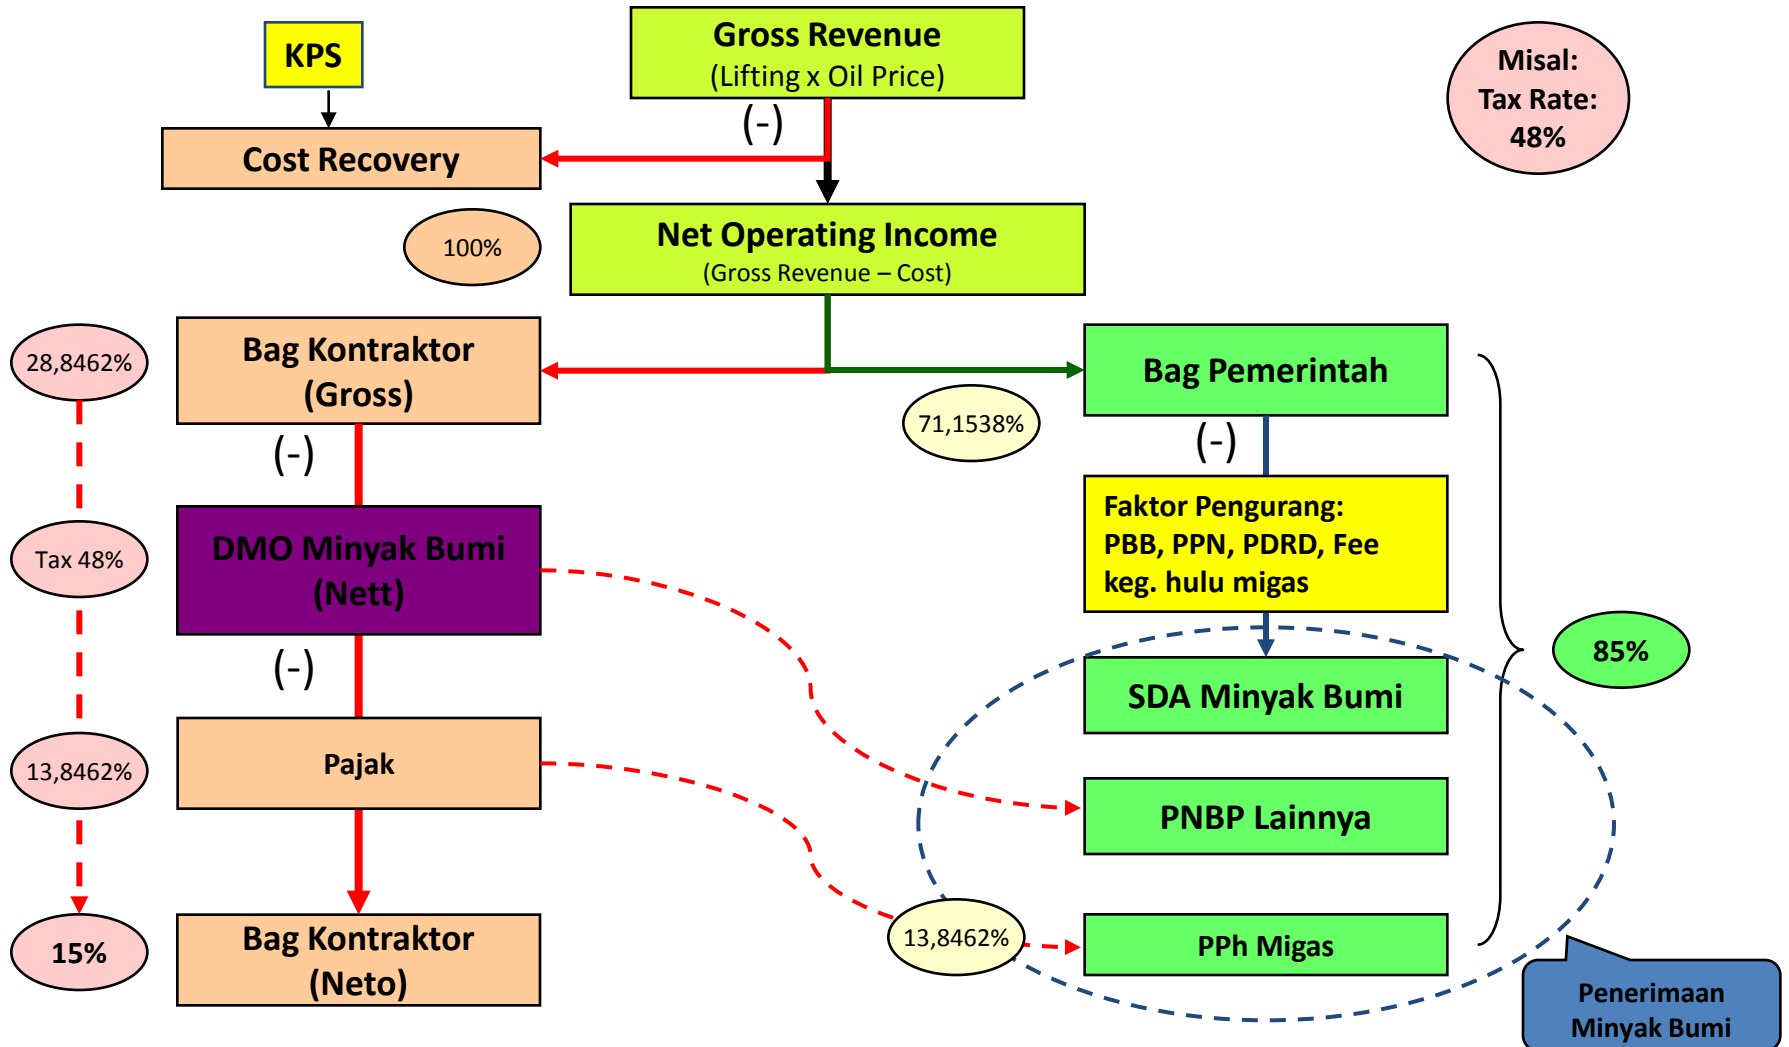 KPS
Gross Revenue
(Lifting x Oil Price)
Misal:
Tax Rate:
48%
(-)
Cost Recovery
100%
Net Operating Income
(Gross Revenue – Cost)
28,8462%
Bag Kontraktor
(Gross)
71,1538%
Bag Pemerintah
(-)
(-)
Tax 48%
DMO Minyak Bumi
(Nett)
Faktor Pengurang:
PBB, PPN, PDRD, Fee
keg. hulu migas
85%
(-)
SDA Minyak Bumi
13,8462%
Pajak
PNBP Lainnya
15%
Bag Kontraktor
(Neto)
13,8462%
PPh Migas
Penerimaan
Minyak Bumi